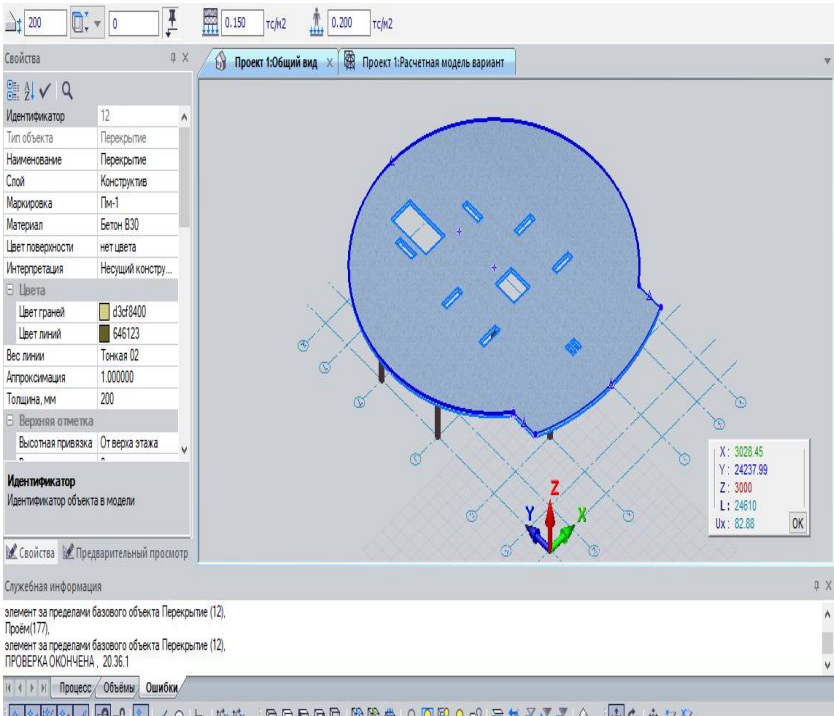 200 0 0.150 тс/м2 0.200 тс/м2
Свойства
Проект 1:Общий вид Проект 1:Расчетная модель вариант
Идентификатор 12
Тип объекта Перекрытие
Наименование Перекрытие
Слой Конструктив
Маркировка Пм-1
Материал Бетон B30
Цвет поверхности нет цвета
Интерпретация Несущий констру...
Цвета
Цвет граней d3cf8400
Цвет линий 646123
Вес линии Тонкая 02
Аппроксимация 1.000000
Толщина, мм 200
Верхняя отметка
Высотная привязка От верха этажа
Идентификатор
Идентификатор объекта в модели
Z
Y X
X: 3028.45
Y: 24237.99
Z: 3000
L: 24610
Ux: 82.88 OK
Свойства Предварительный просмотр
Служебная информация
элемент за пределами базового объекта Перекрытие (12),
Проём(177),
элемент за пределами базового объекта Перекрытие (12),
ПРОВЕРКА ОКОНЧЕНА , 20.36.1
Процесс Объёмы Ошибки